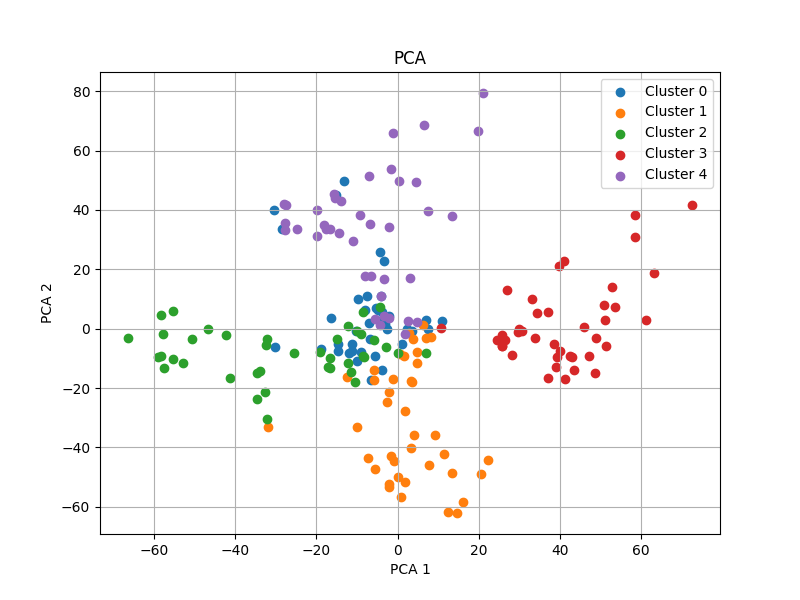 PCA
80
60
40
20
0
−20
−40
−60
PCA 2
Cluster 0
Cluster 1
Cluster 2
Cluster 3
Cluster 4
−60 −40 −20 0 20 40 60
PCA 1